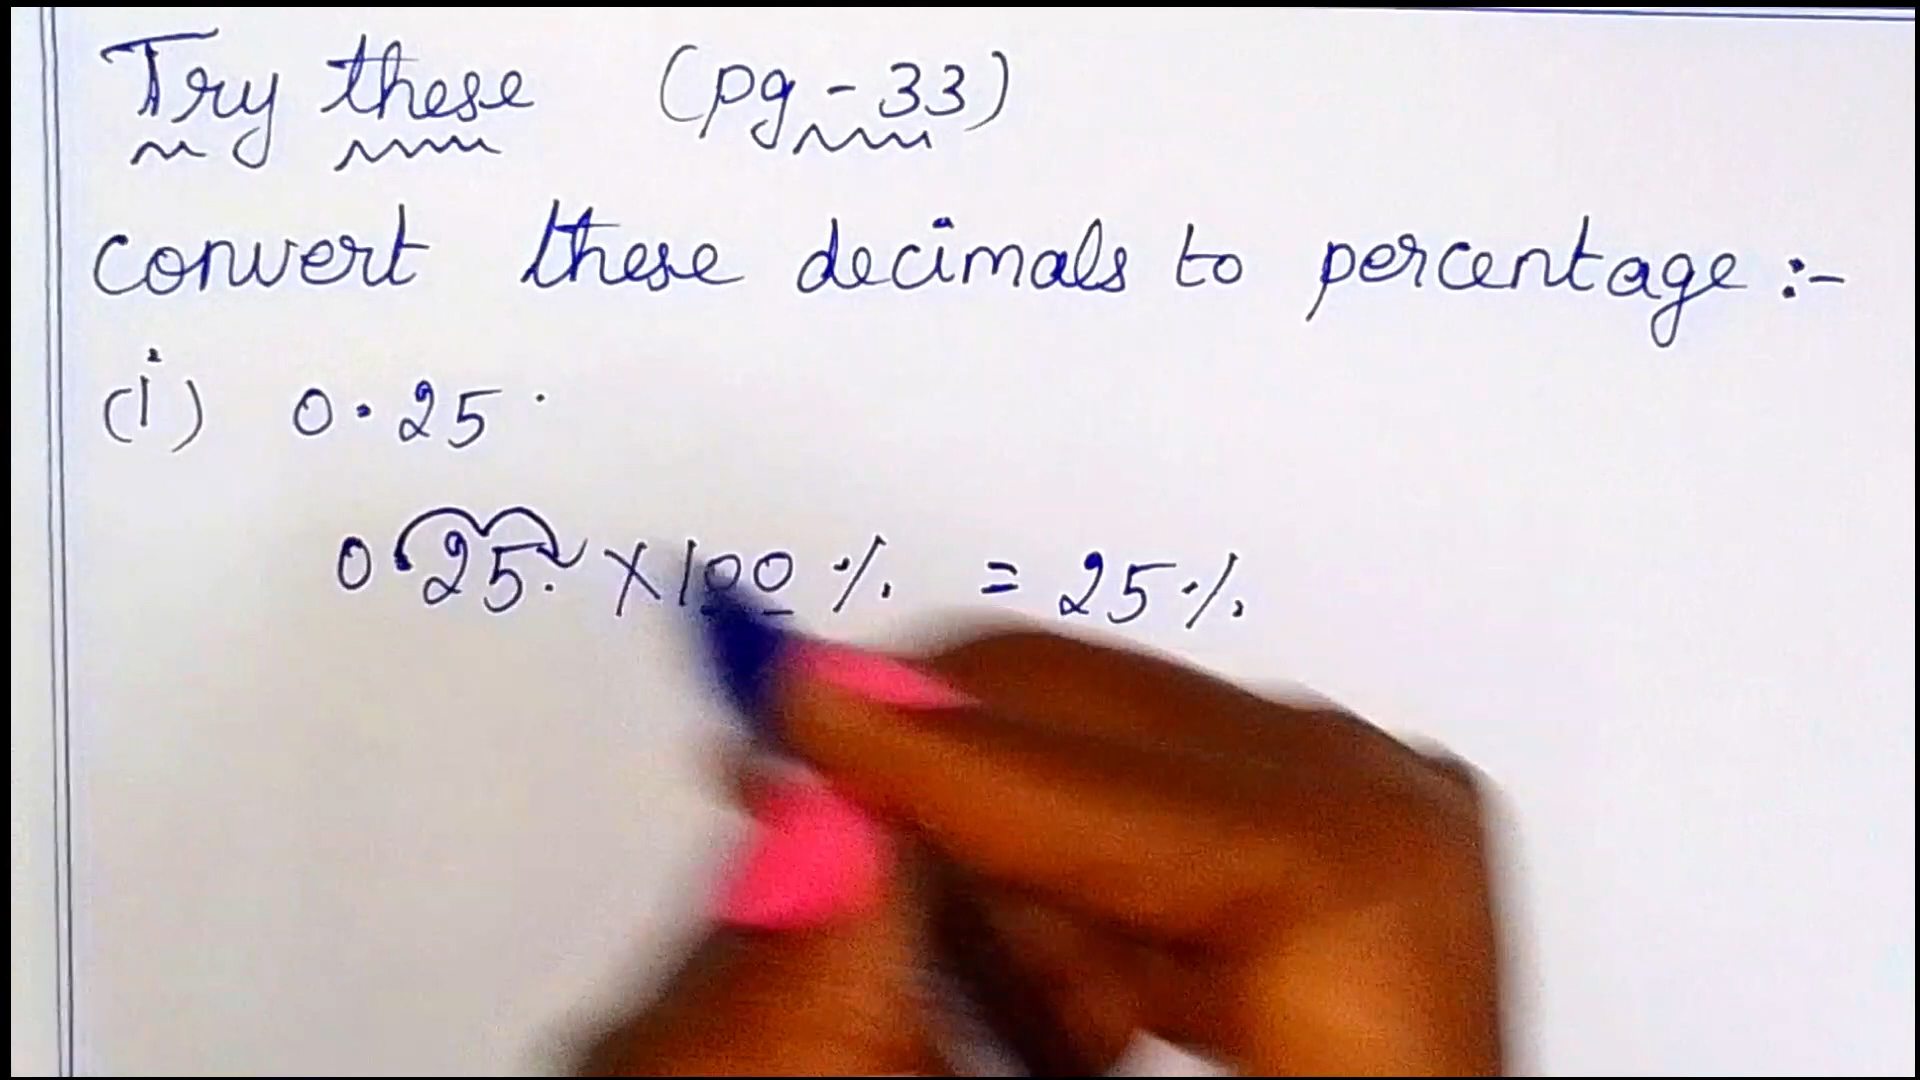 Try these (pg-33)
convert these decimals to percentage :-
(i) 0.25
0.25 × 100 % = 25 %